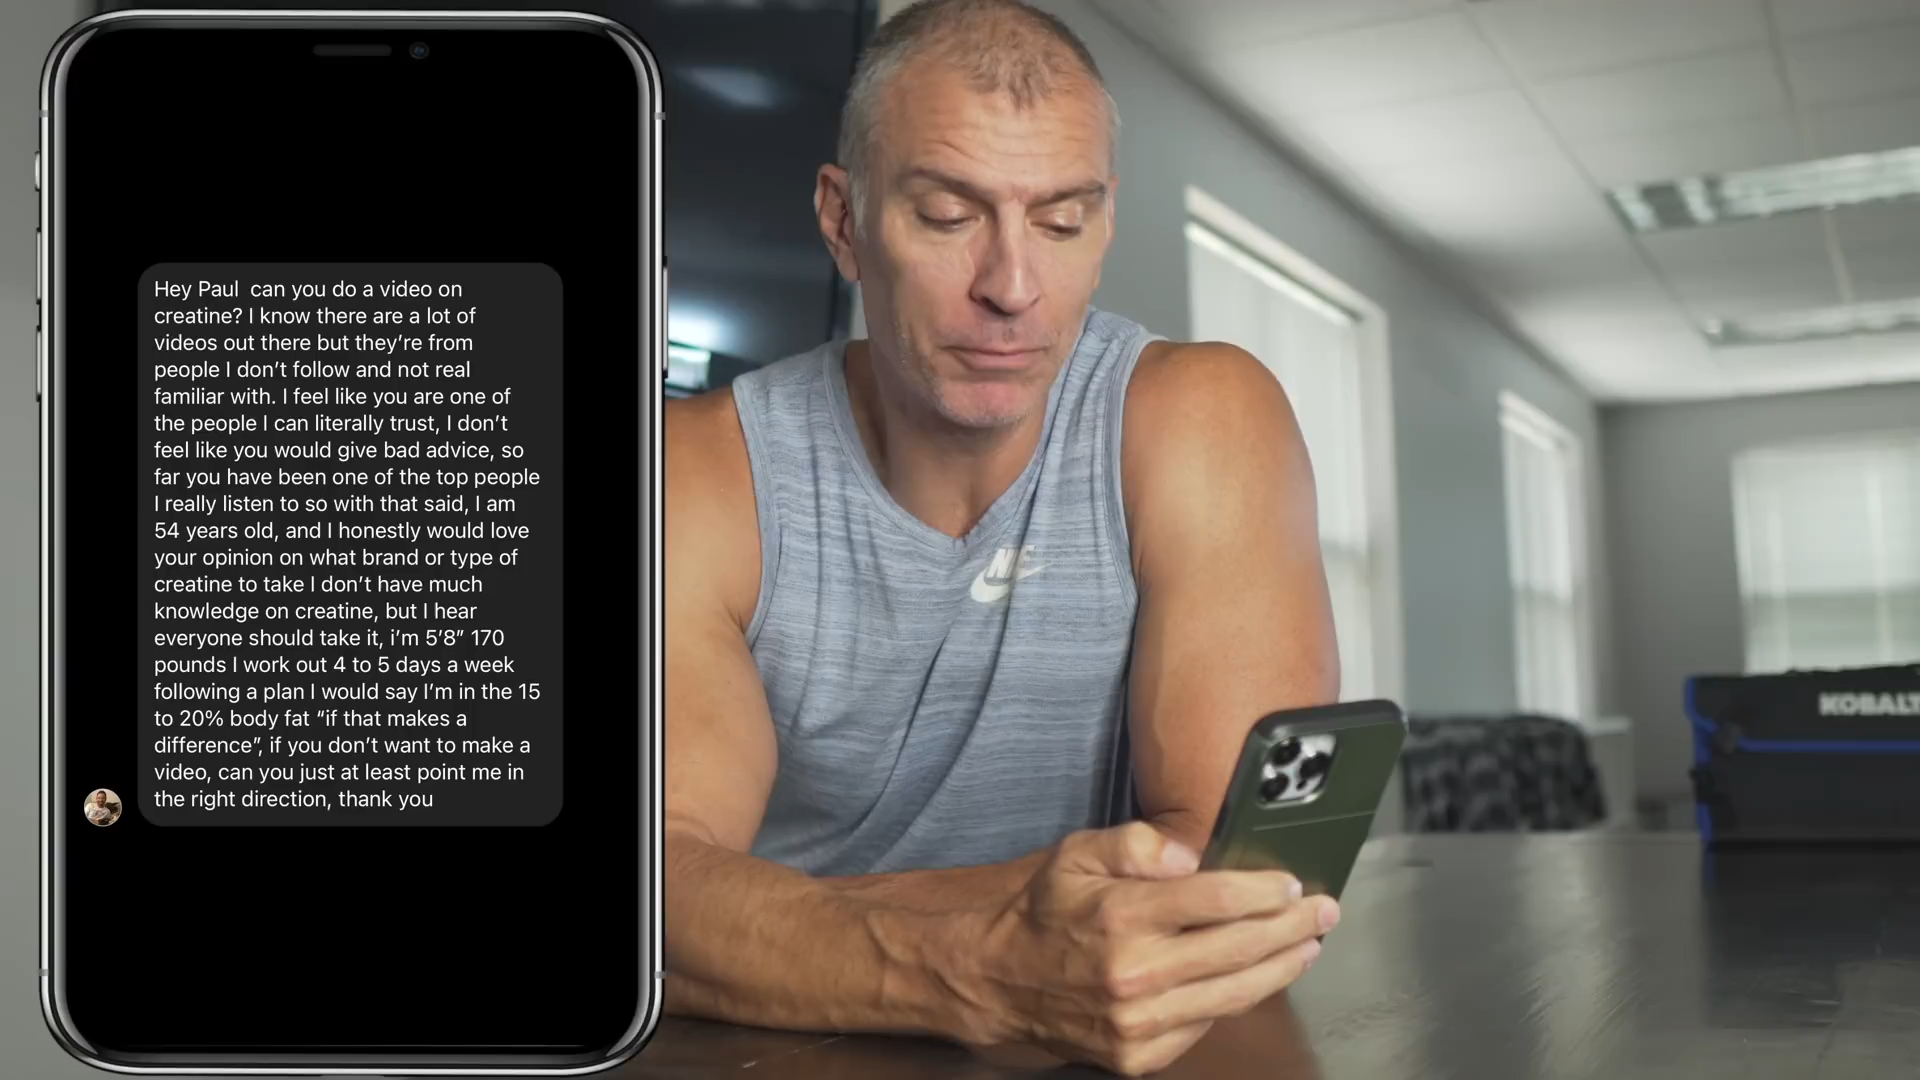 Hey Paul  can you do a video on
creatine? I know there are a lot of
videos out there but they’re from
people I don’t follow and not real
familiar with. I feel like you are one of
the people I can literally trust, I don’t
feel like you would give bad advice, so
far you have been one of the top people
I really listen to so with that said, I am
54 years old, and I honestly would love
your opinion on what brand or type of
creatine to take I don’t have much
knowledge on creatine, but I hear
everyone should take it, i’m 5’8” 170
pounds I work out 4 to 5 days a week
following a plan I would say I’m in the 15
to 20% body fat “if that makes a
difference”, if you don’t want to make a
video, can you just at least point me in
the right direction, thank you
NIKE
KOBALT